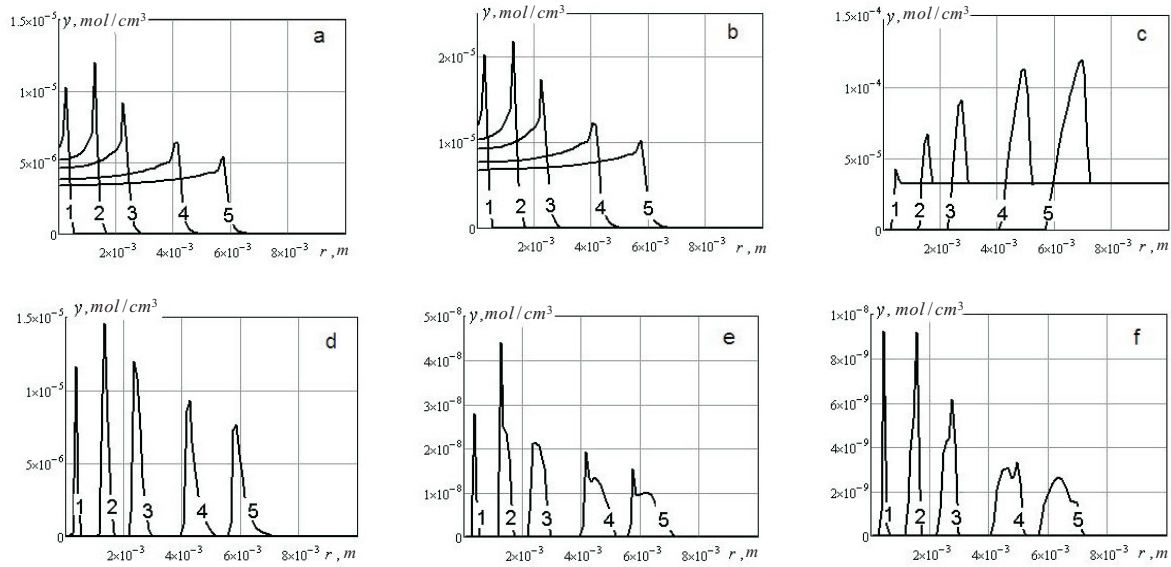 y, mol/cm³
a
1.5×10⁻⁵
1×10⁻⁵
5×10⁻⁶
0
1 2 3 4 5
2×10⁻³ 4×10⁻³ 6×10⁻³ 8×10⁻³ r, m
y, mol/cm³
b
2×10⁻⁵
1×10⁻⁵
0
1 2 3 4 5
2×10⁻³ 4×10⁻³ 6×10⁻³ 8×10⁻³ r, m
y, mol/cm³
c
1.5×10⁻⁴
1×10⁻⁴
5×10⁻⁵
0
1 2 3 4 5
2×10⁻³ 4×10⁻³ 6×10⁻³ 8×10⁻³ r, m
y, mol/cm³
d
1.5×10⁻⁵
1×10⁻⁵
5×10⁻⁶
0
1 2 3 4 5
2×10⁻³ 4×10⁻³ 6×10⁻³ 8×10⁻³ r, m
y, mol/cm³
e
5×10⁻⁸
4×10⁻⁸
3×10⁻⁸
2×10⁻⁸
1×10⁻⁸
0
1 2 3 4 5
2×10⁻³ 4×10⁻³ 6×10⁻³ 8×10⁻³ r, m
y, mol/cm³
f
1×10⁻⁸
8×10⁻⁹
6×10⁻⁹
4×10⁻⁹
2×10⁻⁹
0
1 2 3 4 5
2×10⁻³ 4×10⁻³ 6×10⁻³ 8×10⁻³ r, m